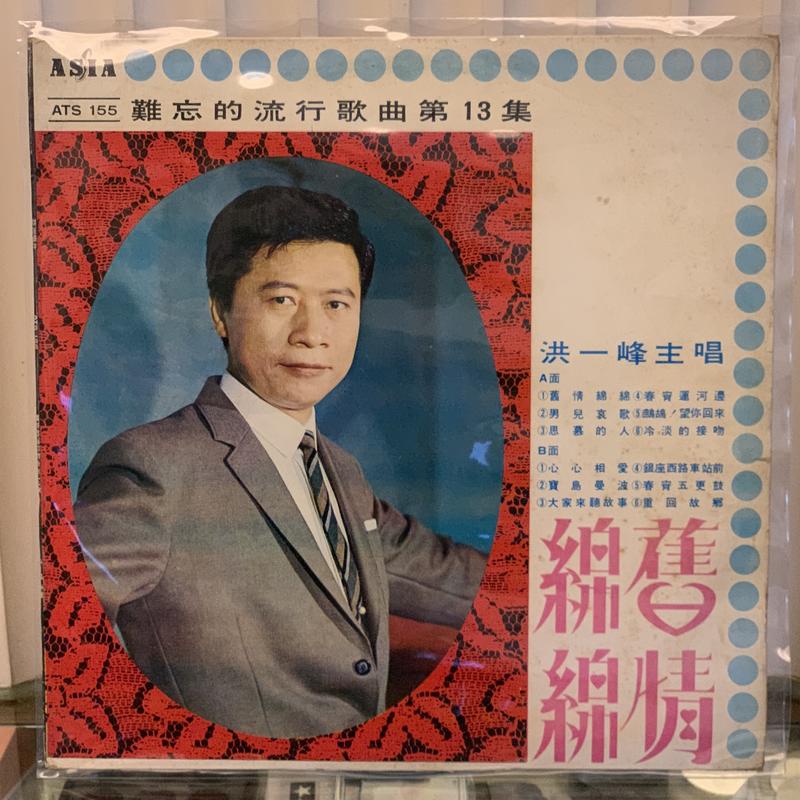 ASIA
ATS 155 難忘的流行歌曲第13集
洪一峰主唱
A面
①舊情綿綿④春宵運河邊
②男兒哀歌⑤鷓鴣!望你回來
③思慕的人⑥冷淡的接吻
B面
①心心相愛④銀座西路車站前
②寶島曼波⑤春宵五更鼓
③大家來聽故事⑥重回故鄉
舊情
綿綿